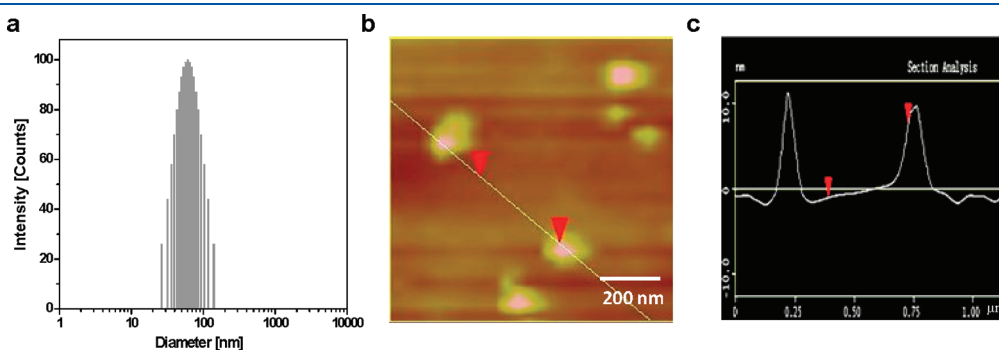 a
Intensity [Counts]
100
80
60
40
20
0
1
10
100
1000
10000
Diameter [nm]
b
200 nm
c
nm
Section Analysis
10.0
0
-10.0
0
0.25
0.50
0.75
1.00
μm